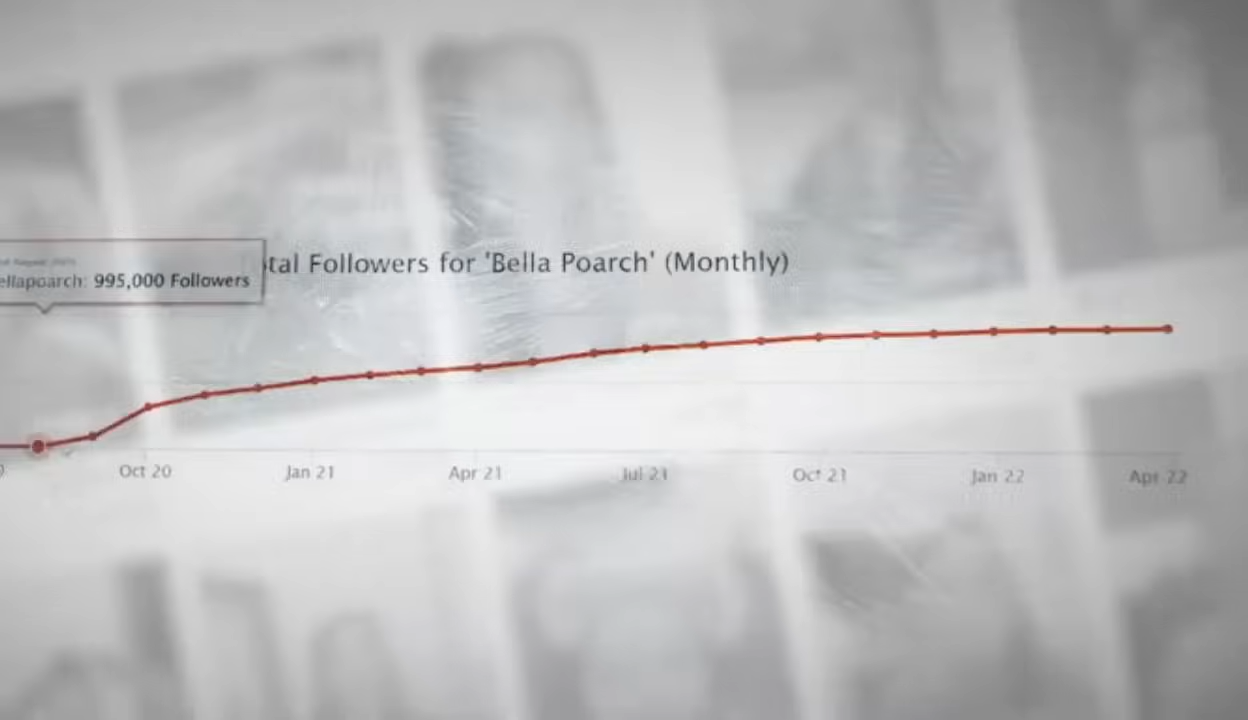 tal Followers for 'Bella Poarch' (Monthly)
ellapoarch: 995,000 Followers
Oct 20
Jan 21
Apr 21
Jul 21
Oct 21
Jan 22
Apr 22